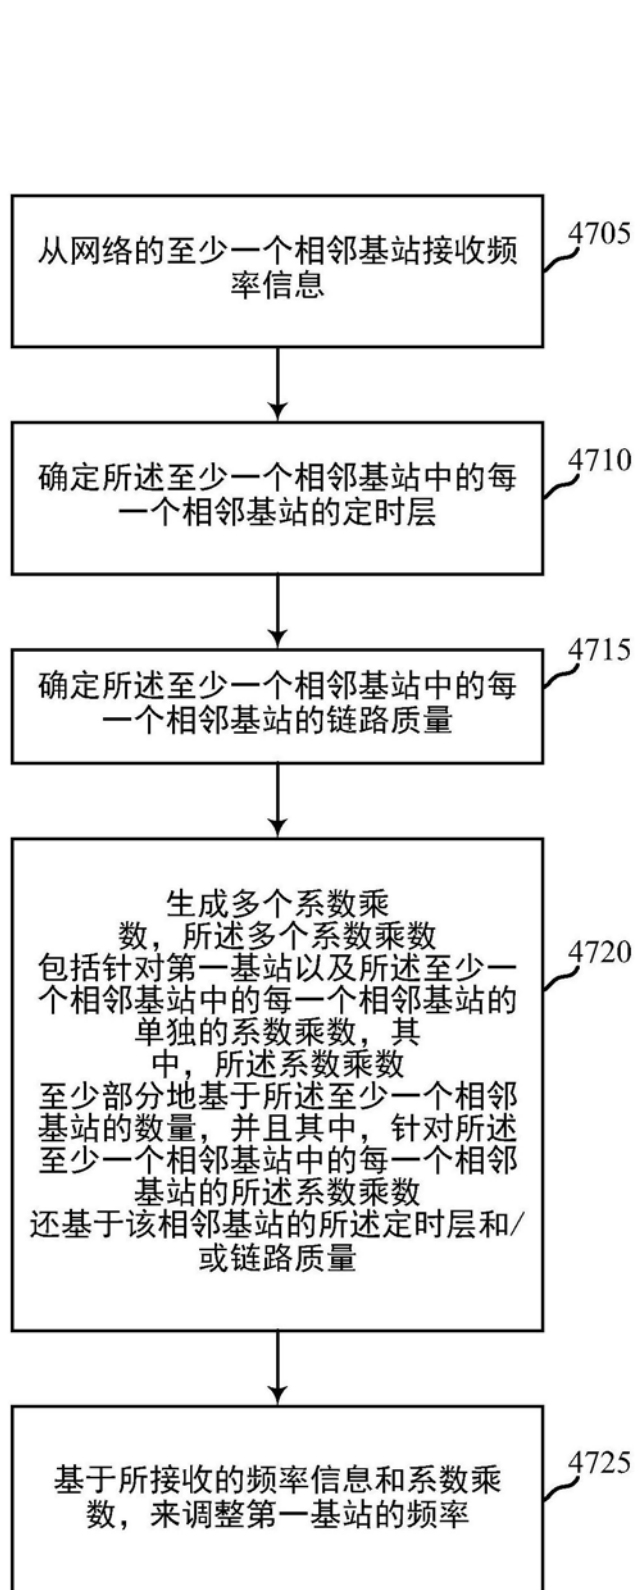 从网络的至少一个相邻基站接收频
率信息
4705
确定所述至少一个相邻基站中的每
一个相邻基站的定时层
4710
确定所述至少一个相邻基站中的每
一个相邻基站的链路质量
4715
生成多个系数乘
数，所述多个系数乘数
包括针对第一基站以及所述至少一
个相邻基站中的每一个相邻基站的
单独的系数乘数，其
中，所述系数乘数
至少部分地基于所述至少一个相邻
基站的数量，并且其中，针对所述
至少一个相邻基站中的每一个相邻
基站的所述系数乘数
还基于该相邻基站的所述定时层和/
或链路质量
4720
基于所接收的频率信息和系数乘
数，来调整第一基站的频率
4725